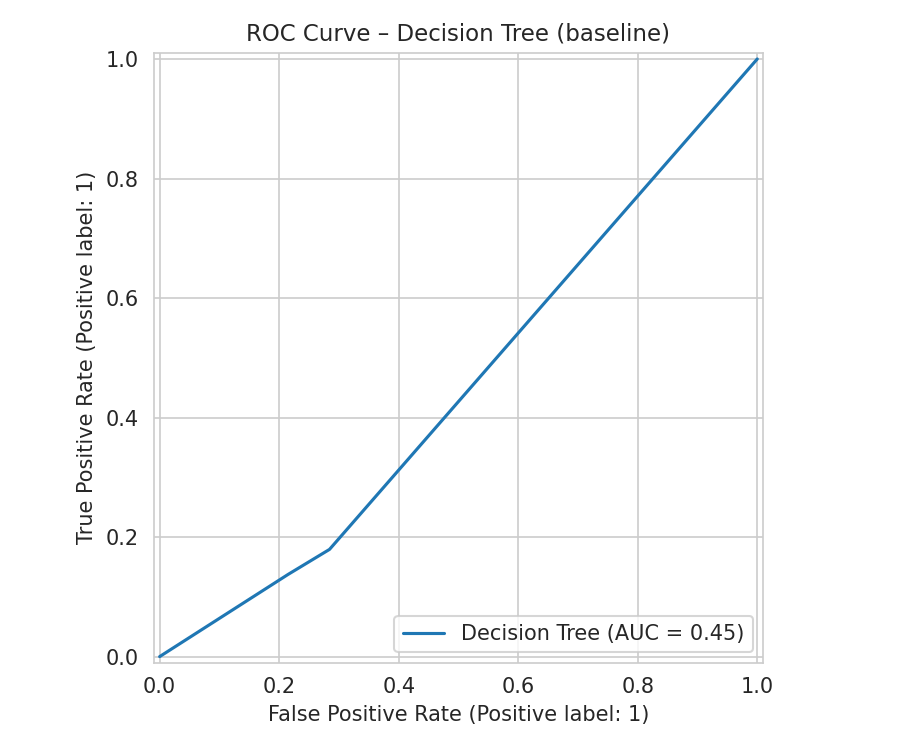 ROC Curve – Decision Tree (baseline)
True Positive Rate (Positive label: 1)
1.0
0.8
0.6
0.4
0.2
0.0
Decision Tree (AUC = 0.45)
0.0 0.2 0.4 0.6 0.8 1.0
False Positive Rate (Positive label: 1)